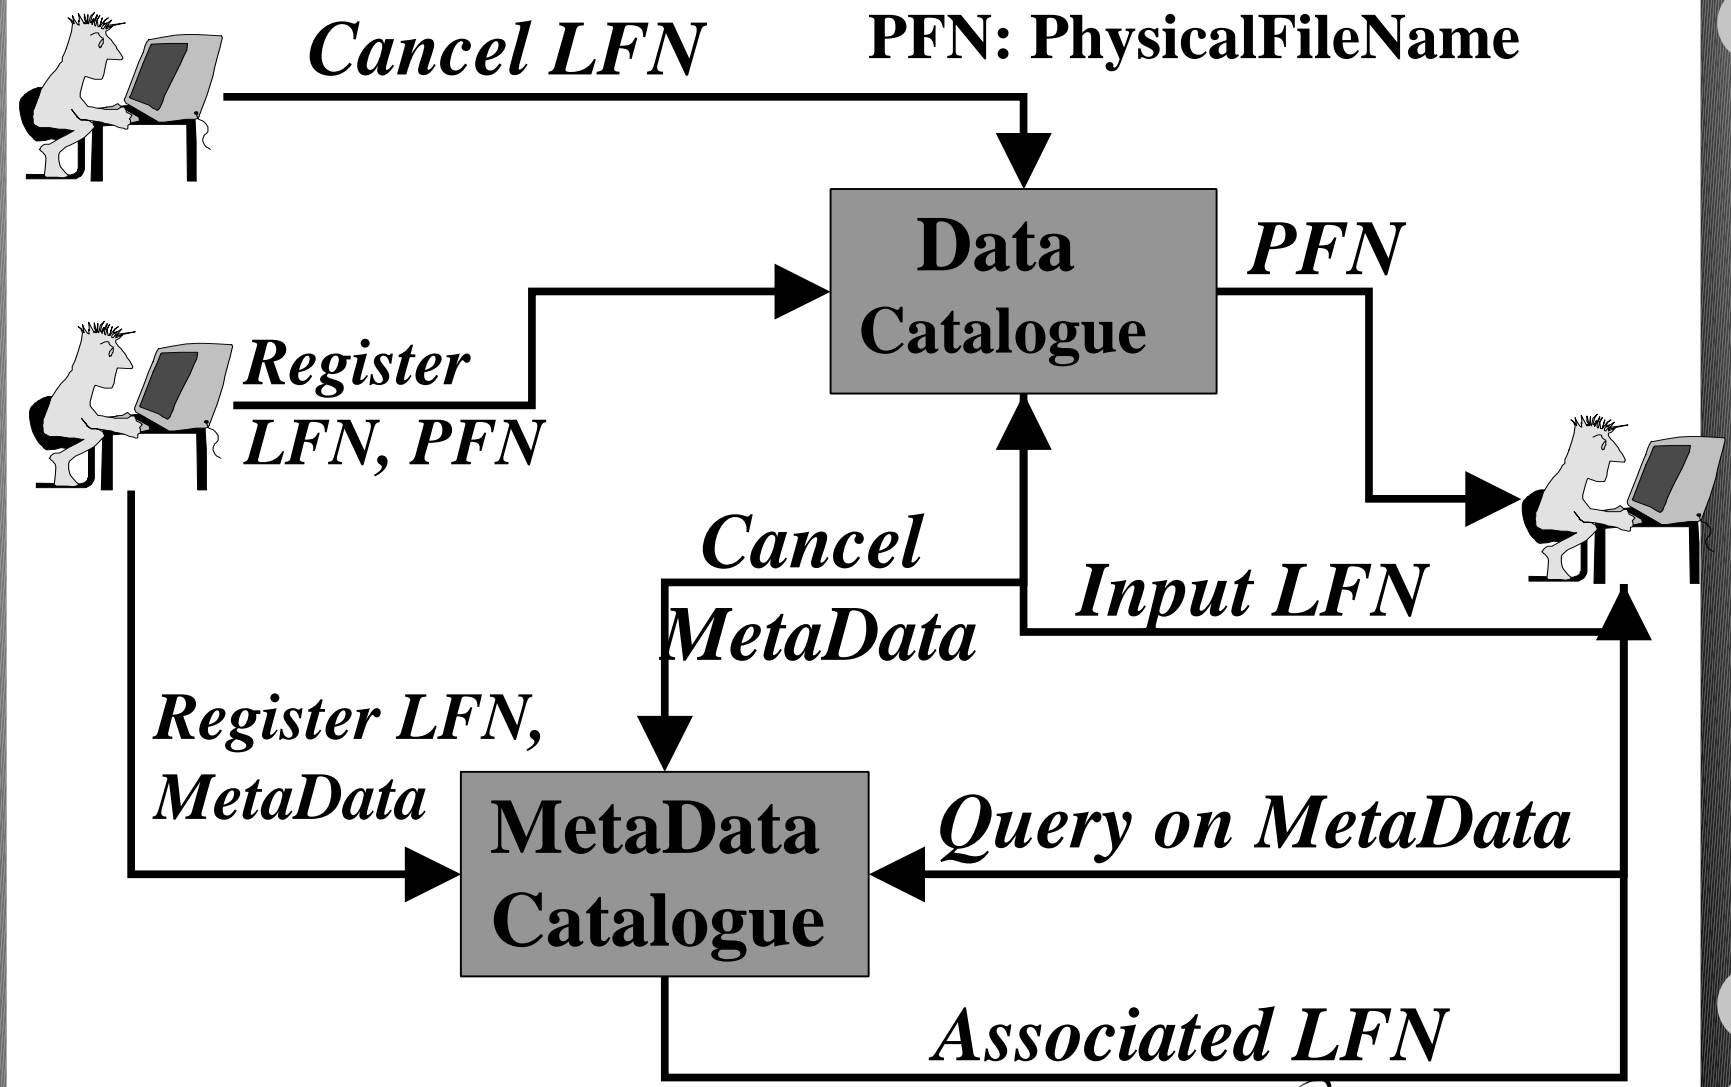 Cancel LFN
PFN: PhysicalFileName
Data
Catalogue
PFN
Register
LFN, PFN
Cancel
MetaData
Input LFN
Register LFN,
MetaData
MetaData
Catalogue
Query on MetaData
Associated LFN